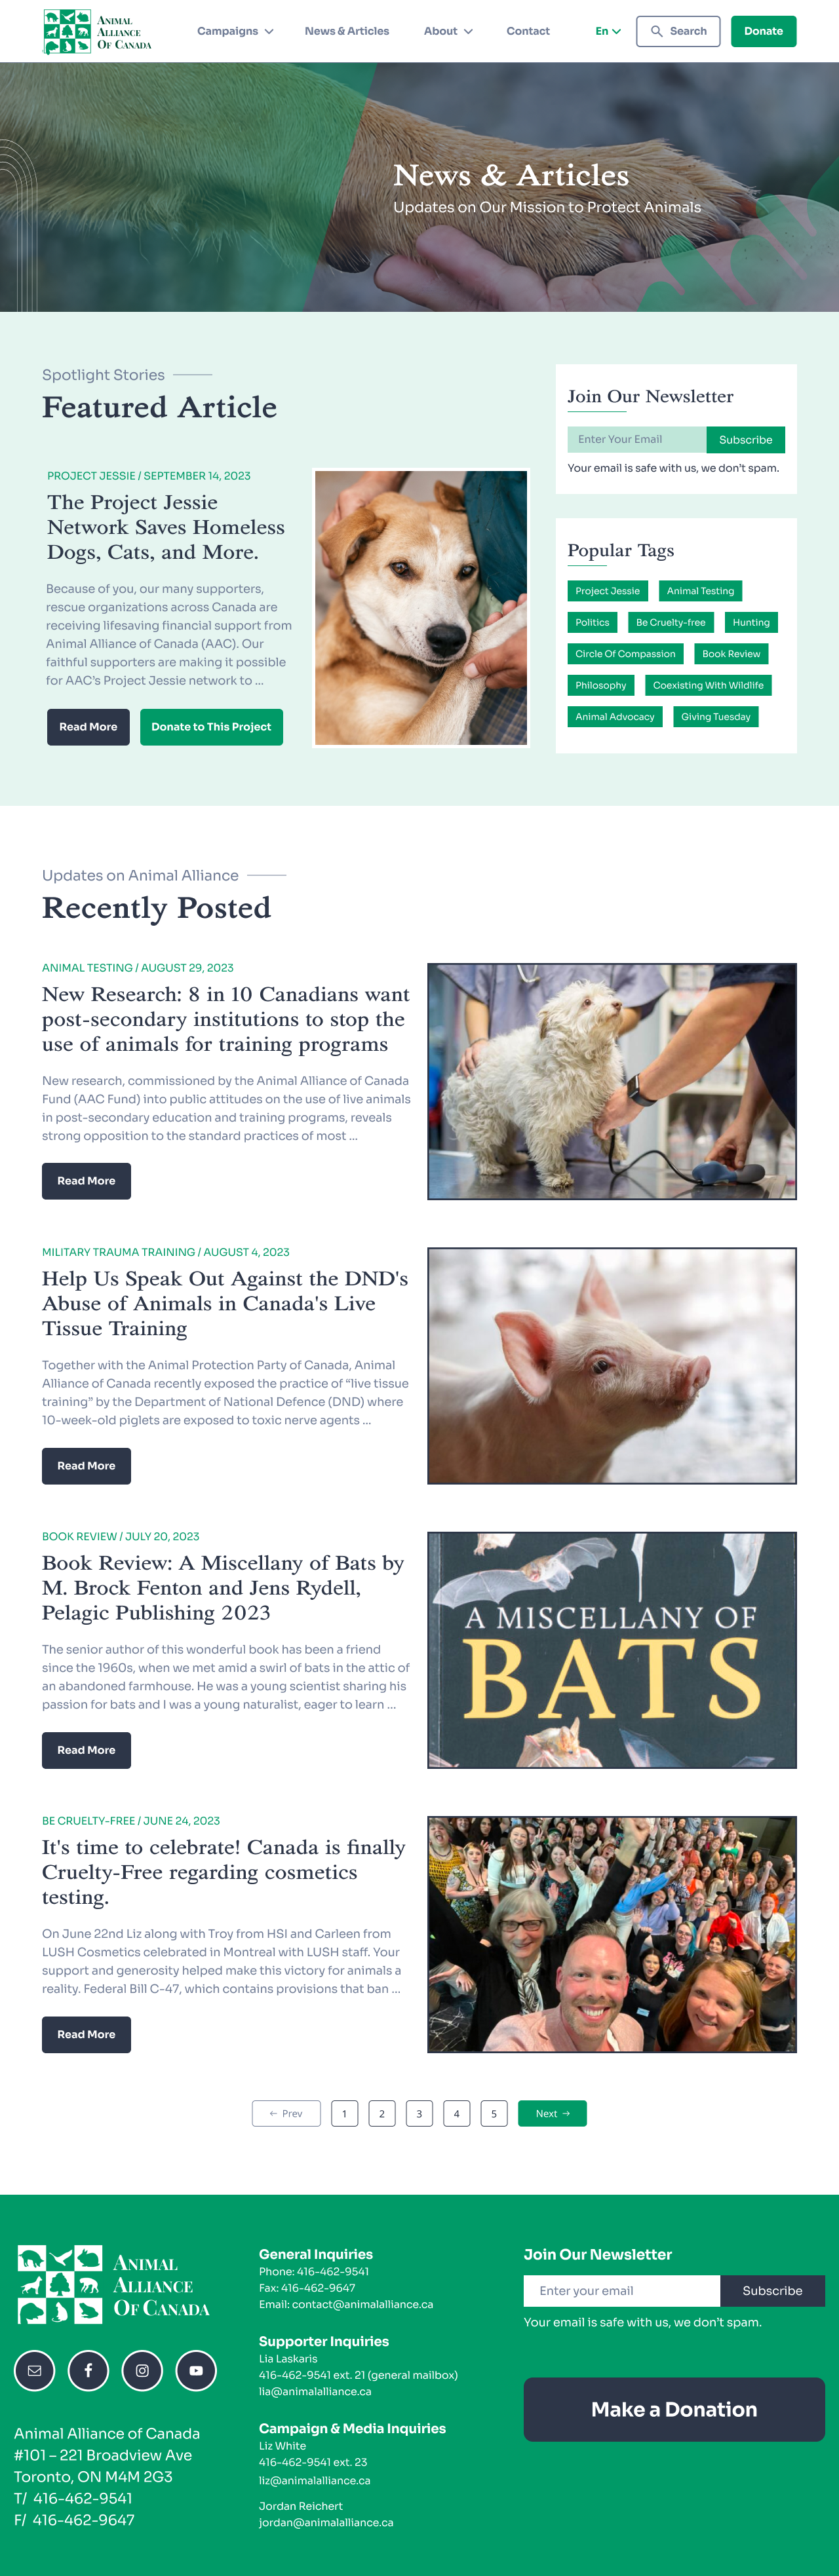 Animal
Alliance
Of Canada
Campaigns
News & Articles
About
Contact
En
Search
Donate
News & Articles
Updates on Our Mission to Protect Animals
Spotlight Stories
Featured Article
PROJECT JESSIE / SEPTEMBER 14, 2023
The Project Jessie
Network Saves Homeless
Dogs, Cats, and More.
Because of you, our many supporters,
rescue organizations across Canada are
receiving lifesaving financial support from
Animal Alliance of Canada (AAC). Our
faithful supporters are making it possible
for AAC’s Project Jessie network to ...
Read More
Donate to This Project
Join Our Newsletter
Enter Your Email
Subscribe
Your email is safe with us, we don’t spam.
Popular Tags
Project Jessie
Animal Testing
Politics
Be Cruelty-free
Hunting
Circle Of Compassion
Book Review
Philosophy
Coexisting With Wildlife
Animal Advocacy
Giving Tuesday
Updates on Animal Alliance
Recently Posted
ANIMAL TESTING / AUGUST 29, 2023
New Research: 8 in 10 Canadians want
post-secondary institutions to stop the
use of animals for training programs
New research, commissioned by the Animal Alliance of Canada
Fund (AAC Fund) into public attitudes on the use of live animals
in post-secondary education and training programs, reveals
strong opposition to the standard practices of most ...
Read More
MILITARY TRAUMA TRAINING / AUGUST 4, 2023
Help Us Speak Out Against the DND's
Abuse of Animals in Canada's Live
Tissue Training
Together with the Animal Protection Party of Canada, Animal
Alliance of Canada recently exposed the practice of “live tissue
training” by the Department of National Defence (DND) where
10-week-old piglets are exposed to toxic nerve agents ...
Read More
BOOK REVIEW / JULY 20, 2023
Book Review: A Miscellany of Bats by
M. Brock Fenton and Jens Rydell,
Pelagic Publishing 2023
The senior author of this wonderful book has been a friend
since the 1960s, when we met amid a swirl of bats in the attic of
an abandoned farmhouse. He was a young scientist sharing his
passion for bats and I was a young naturalist, eager to learn ...
Read More
A MISCELLANY OF
BATS
BE CRUELTY-FREE / JUNE 24, 2023
It's time to celebrate! Canada is finally
Cruelty-Free regarding cosmetics
testing.
On June 22nd Liz along with Troy from HSI and Carleen from
LUSH Cosmetics celebrated in Montreal with LUSH staff. Your
support and generosity helped make this victory for animals a
reality. Federal Bill C-47, which contains provisions that ban ...
Read More
← Prev
1
2
3
4
5
Next →
Animal
Alliance
Of Canada
Animal Alliance of Canada
#101 – 221 Broadview Ave
Toronto, ON M4M 2G3
T/ 416-462-9541
F/ 416-462-9647
General Inquiries
Phone: 416-462-9541
Fax: 416-462-9647
Email: contact@animalalliance.ca
Supporter Inquiries
Lia Laskaris
416-462-9541 ext. 21 (general mailbox)
lia@animalalliance.ca
Campaign & Media Inquiries
Liz White
416-462-9541 ext. 23
liz@animalalliance.ca
Jordan Reichert
jordan@animalalliance.ca
Join Our Newsletter
Enter your email
Subscribe
Your email is safe with us, we don’t spam.
Make a Donation